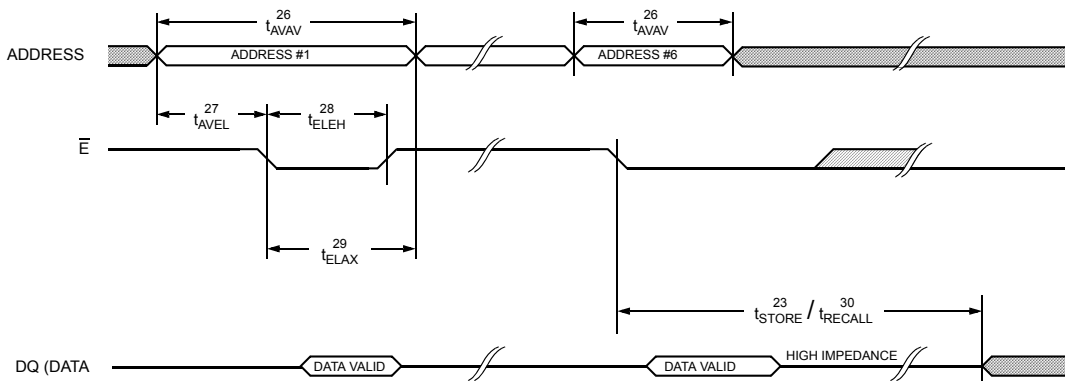 26
tAVAV
26
tAVAV
ADDRESS
ADDRESS #1
ADDRESS #6
27
tAVEL
28
tELEH
E
29
tELAX
23
tSTORE / tRECALL
30
DQ (DATA
DATA VALID
DATA VALID
HIGH IMPEDANCE